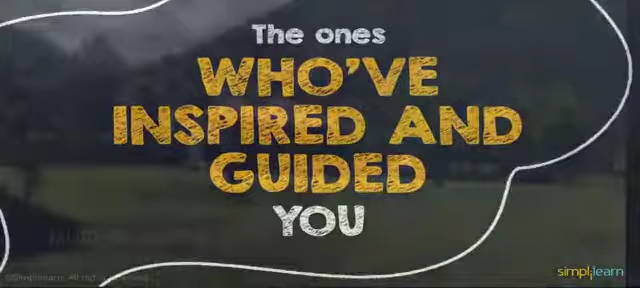 The ones
WHO'VE
INSPIRED AND
GUIDED
YOU
simplilearn